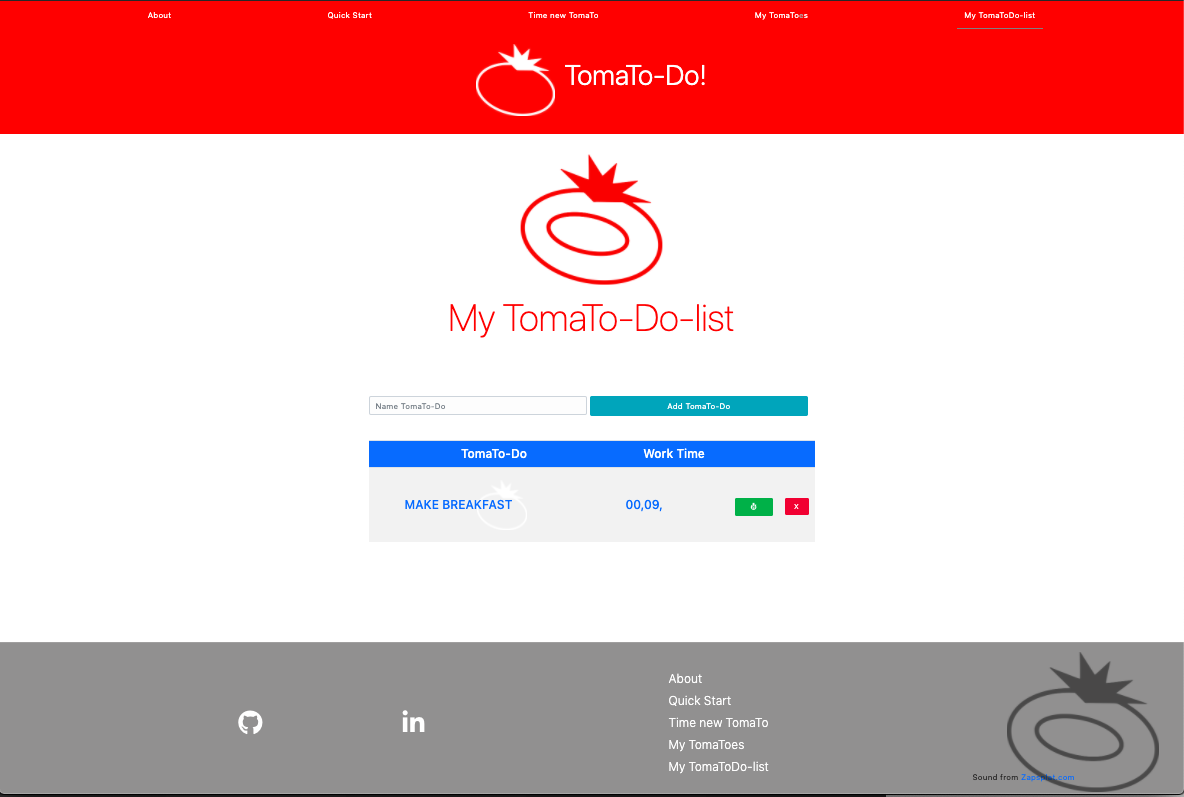 About
Quick Start
Time new TomaTo
My TomaToes
My TomaToDo-list
TomaTo-Do!
My TomaTo-Do-list
Name TomaTo-Do
Add TomaTo-Do
TomaTo-Do
Work Time
MAKE BREAKFAST
00,09,
X
in
About
Quick Start
Time new TomaTo
My TomaToes
My TomaToDo-list
Sound from Zapsplat.com